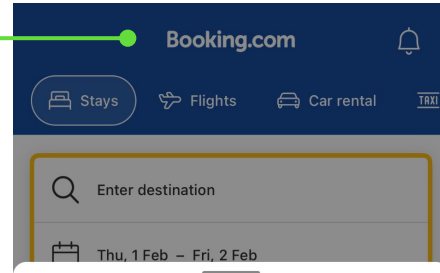 Booking.com
Stays Flights Car rental TAXI
Enter destination
Thu, 1 Feb – Fri, 2 Feb